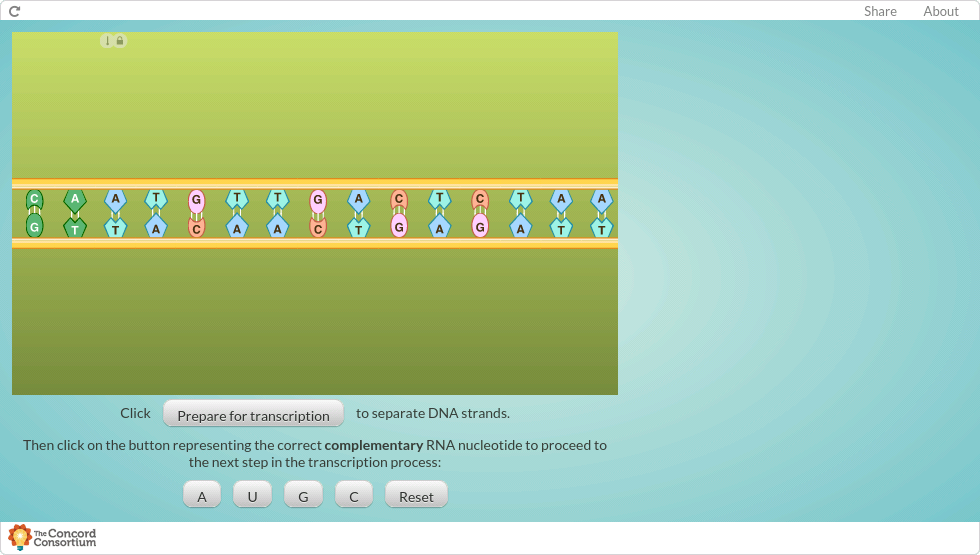 Share About
C A A T G T T G A C T C T A A
G T T A C A A C T G A G A T T
Click Prepare for transcription to separate DNA strands.
Then click on the button representing the correct complementary RNA nucleotide to proceed to
the next step in the transcription process:
A U G C Reset
The Concord
Consortium